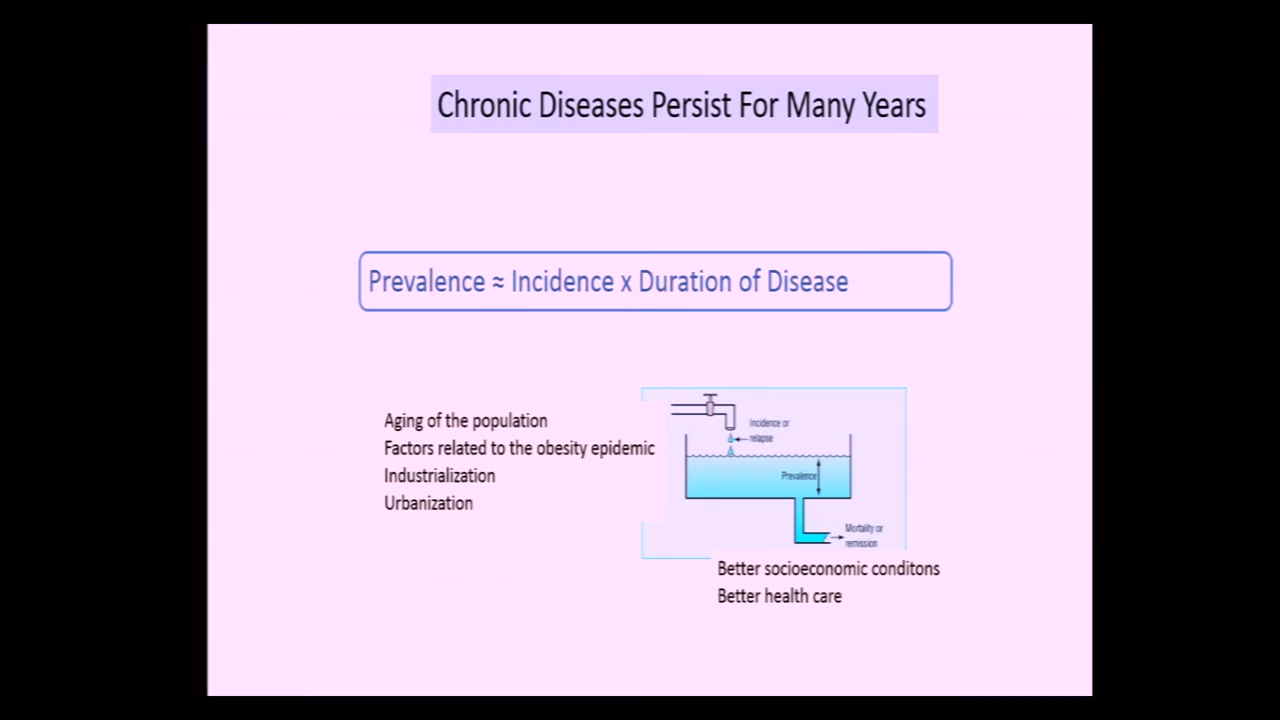 Chronic Diseases Persist For Many Years
Prevalence ≈ Incidence x Duration of Disease
Aging of the population
Factors related to the obesity epidemic
Industrialization
Urbanization
Incidence or
relapse
Prevalence
Mortality or
remission
Better socioeconomic conditons
Better health care